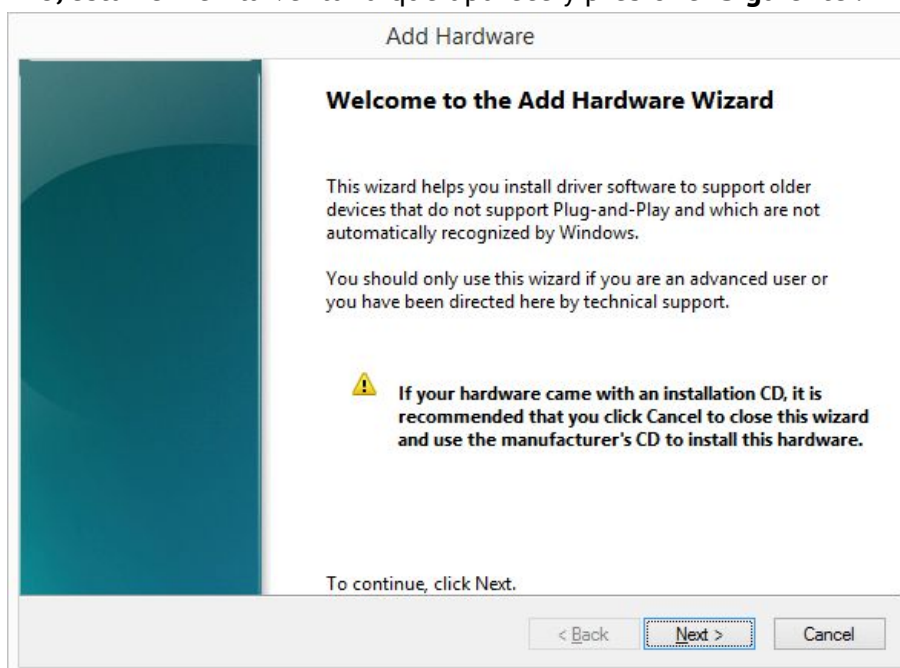 Add Hardware
Welcome to the Add Hardware Wizard
This wizard helps you install driver software to support older
devices that do not support Plug-and-Play and which are not
automatically recognized by Windows.
You should only use this wizard if you are an advanced user or
you have been directed here by technical support.
If your hardware came with an installation CD, it is
recommended that you click Cancel to close this wizard
and use the manufacturer's CD to install this hardware.
To continue, click Next.
< Back Next > Cancel